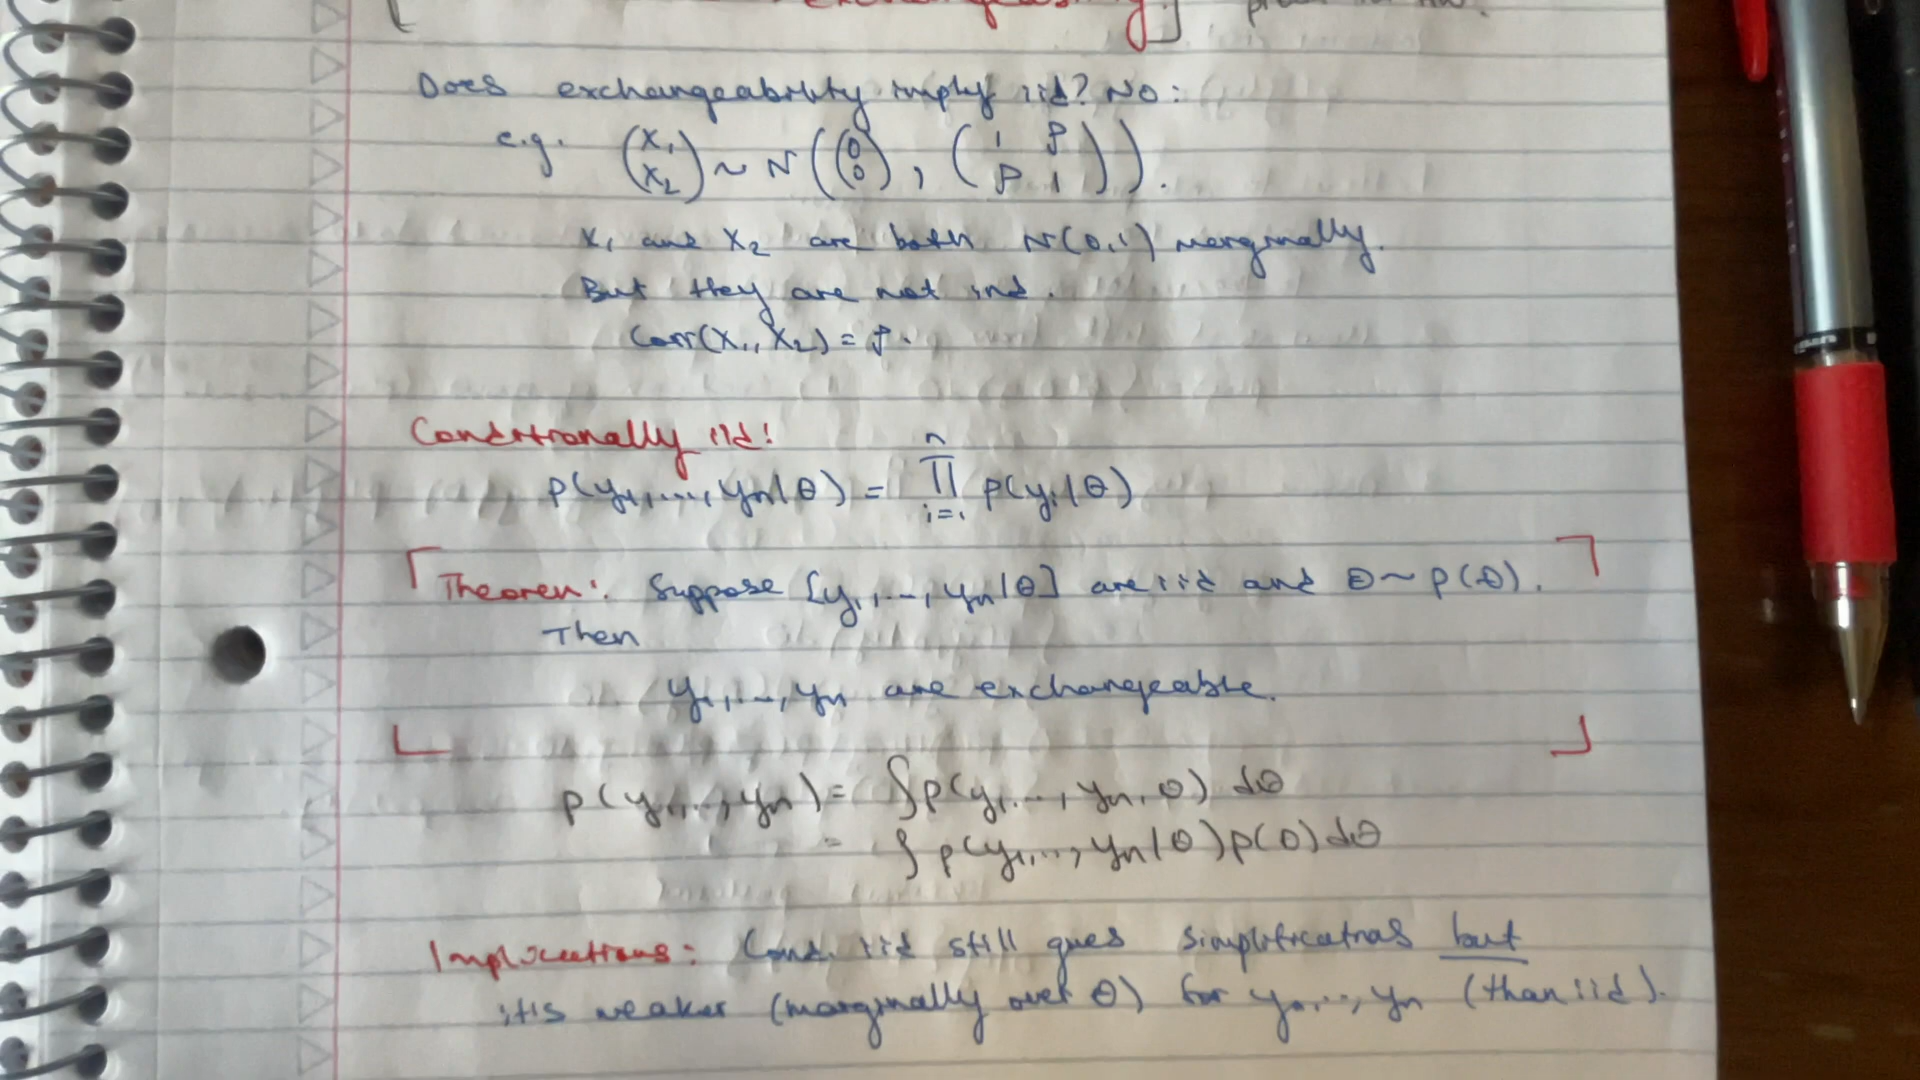 Does exchangeability imply iid? No:
e.g. (X₁ X₂) ~ N((0 0), (1 ρ ρ 1)).
X₁ and X₂ are both N(0,1) marginally.
But they are not ind.
Corr(X₁, X₂) = ρ.
Conditionally iid:
p(y₁,...,yₙ|θ) = ∏ᵢ₌₁ⁿ p(yᵢ|θ)
Theorem: Suppose [y₁,...,yₙ|θ] are iid and θ ~ p(θ).
Then
y₁,...,yₙ are exchangeable.
p(y₁,...,yₙ) = ∫p(y₁,...,yₙ,θ) dθ
= ∫p(y₁,...,yₙ|θ)p(θ)dθ
Implications: Cond. iid still gives simplifications but
it's weaker (marginally over θ) for y₁,...,yₙ (than iid).